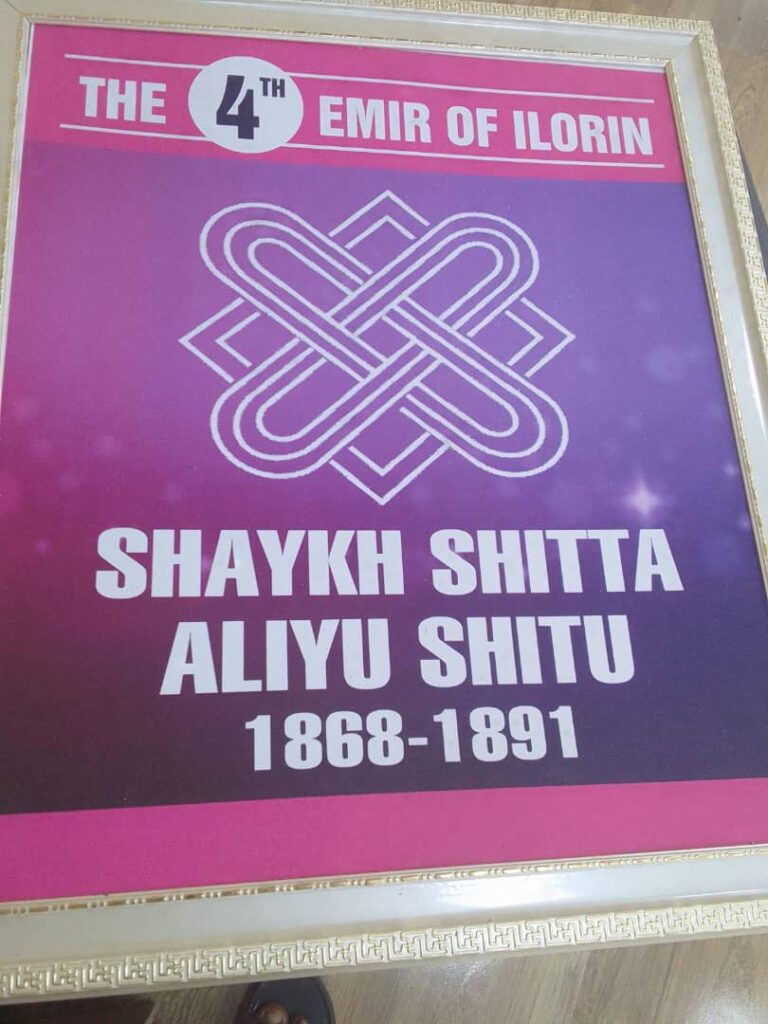 THE 4TH EMIR OF ILORIN
SHAYKH SHITTA
ALIYU SHITU
1868-1891